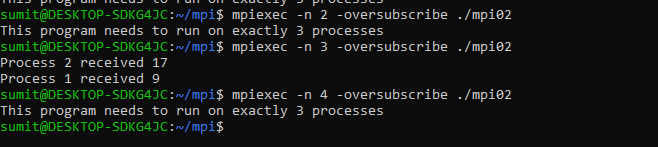 sumit@DESKTOP-SDKG4JC:~/mpi$ mpiexec -n 2 -oversubscribe ./mpi02
This program needs to run on exactly 3 processes
sumit@DESKTOP-SDKG4JC:~/mpi$ mpiexec -n 3 -oversubscribe ./mpi02
Process 2 received 17
Process 1 received 9
sumit@DESKTOP-SDKG4JC:~/mpi$ mpiexec -n 4 -oversubscribe ./mpi02
This program needs to run on exactly 3 processes
sumit@DESKTOP-SDKG4JC:~/mpi$